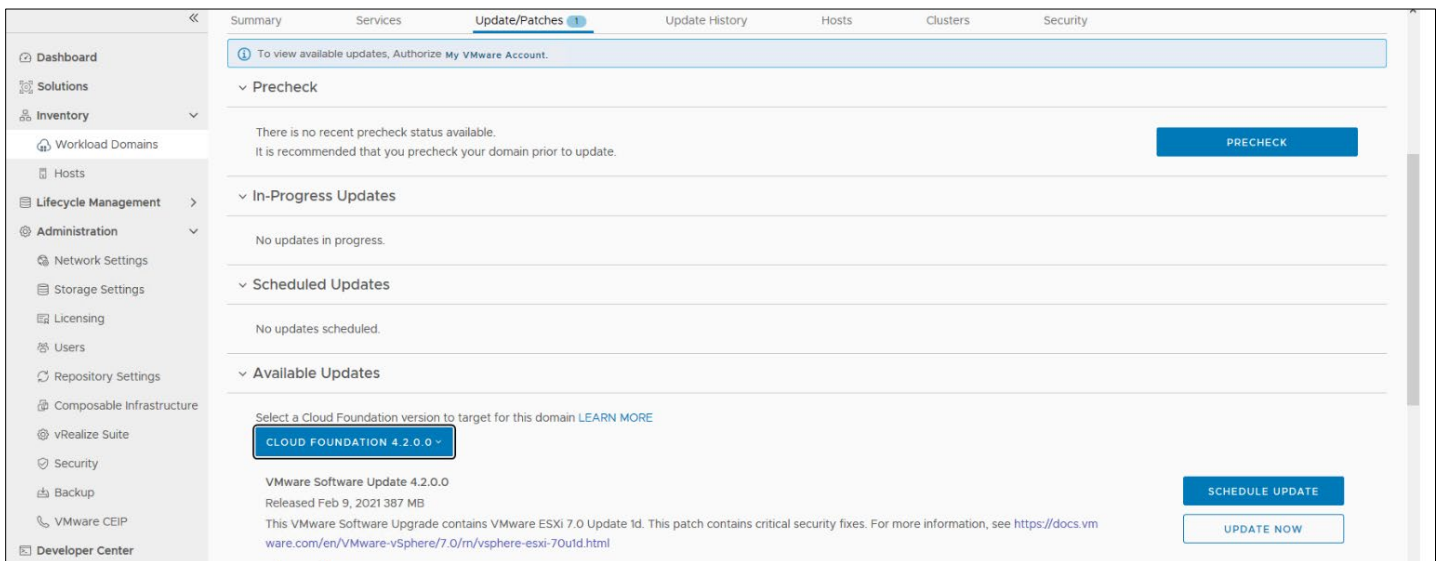 Summary Services Update/Patches 1 Update History Hosts Clusters Security
To view available updates, Authorize My VMware Account.
Dashboard
Solutions
Inventory
Workload Domains
Hosts
Lifecycle Management
Administration
Network Settings
Storage Settings
Licensing
Users
Repository Settings
Composable Infrastructure
vRealize Suite
Security
Backup
VMware CEIP
Developer Center
Precheck
There is no recent precheck status available.
It is recommended that you precheck your domain prior to update.
PRECHECK
In-Progress Updates
No updates in progress.
Scheduled Updates
No updates scheduled.
Available Updates
Select a Cloud Foundation version to target for this domain LEARN MORE
CLOUD FOUNDATION 4.2.0.0
VMware Software Update 4.2.0.0
Released Feb 9, 2021 387 MB
This VMware Software Upgrade contains VMware ESXi 7.0 Update 1d. This patch contains critical security fixes. For more information, see https://docs.vm
ware.com/en/VMware-vSphere/7.0/rn/vsphere-esxi-70u1d.html
SCHEDULE UPDATE
UPDATE NOW